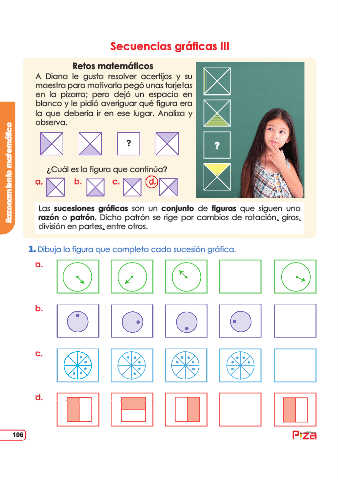 Secuencias gráficas III
Retos matemáticos
A Diana le gusta resolver acertijos y su
maestra para motivarla pegó unas tarjetas
en la pizarra; pero dejó un espacio en
blanco y le pidió averiguar qué figura era
la que debería ir en ese lugar. Analiza y
observa.
?
?
¿Cuál es la figura que continúa?
a. b. c. d.
Las sucesiones gráficas son un conjunto de figuras que siguen una
razón o patrón. Dicho patrón se rige por cambios de rotación, giros,
división en partes, entre otros.
1. Dibuja la figura que completa cada sucesión gráfica.
a.
b.
c.
d.
Razonamiento matemático
106
Piza